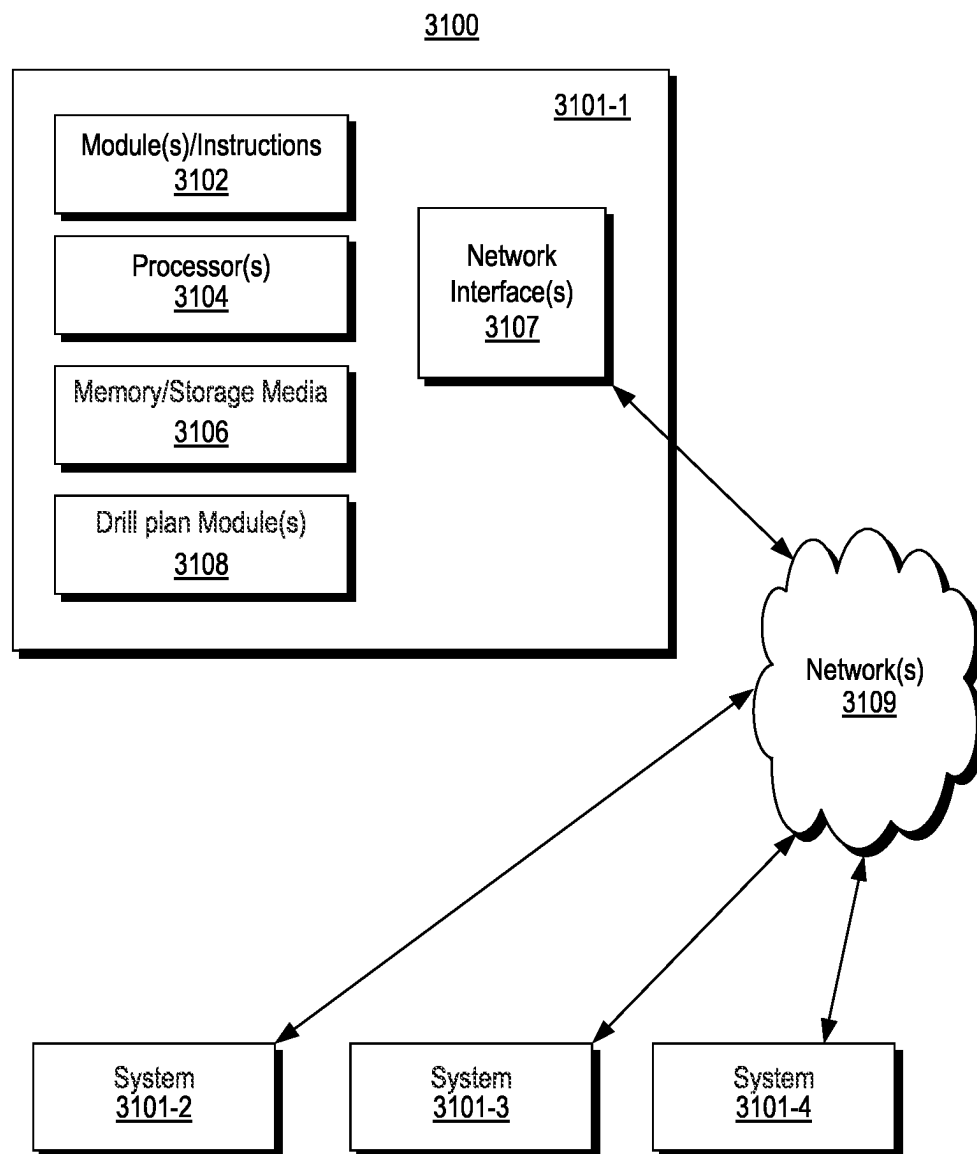 3100
3101-1
Module(s)/Instructions
3102
Processor(s)
3104
Memory/Storage Media
3106
Drill plan Module(s)
3108
Network
Interface(s)
3107
Network(s)
3109
System
3101-2
System
3101-3
System
3101-4